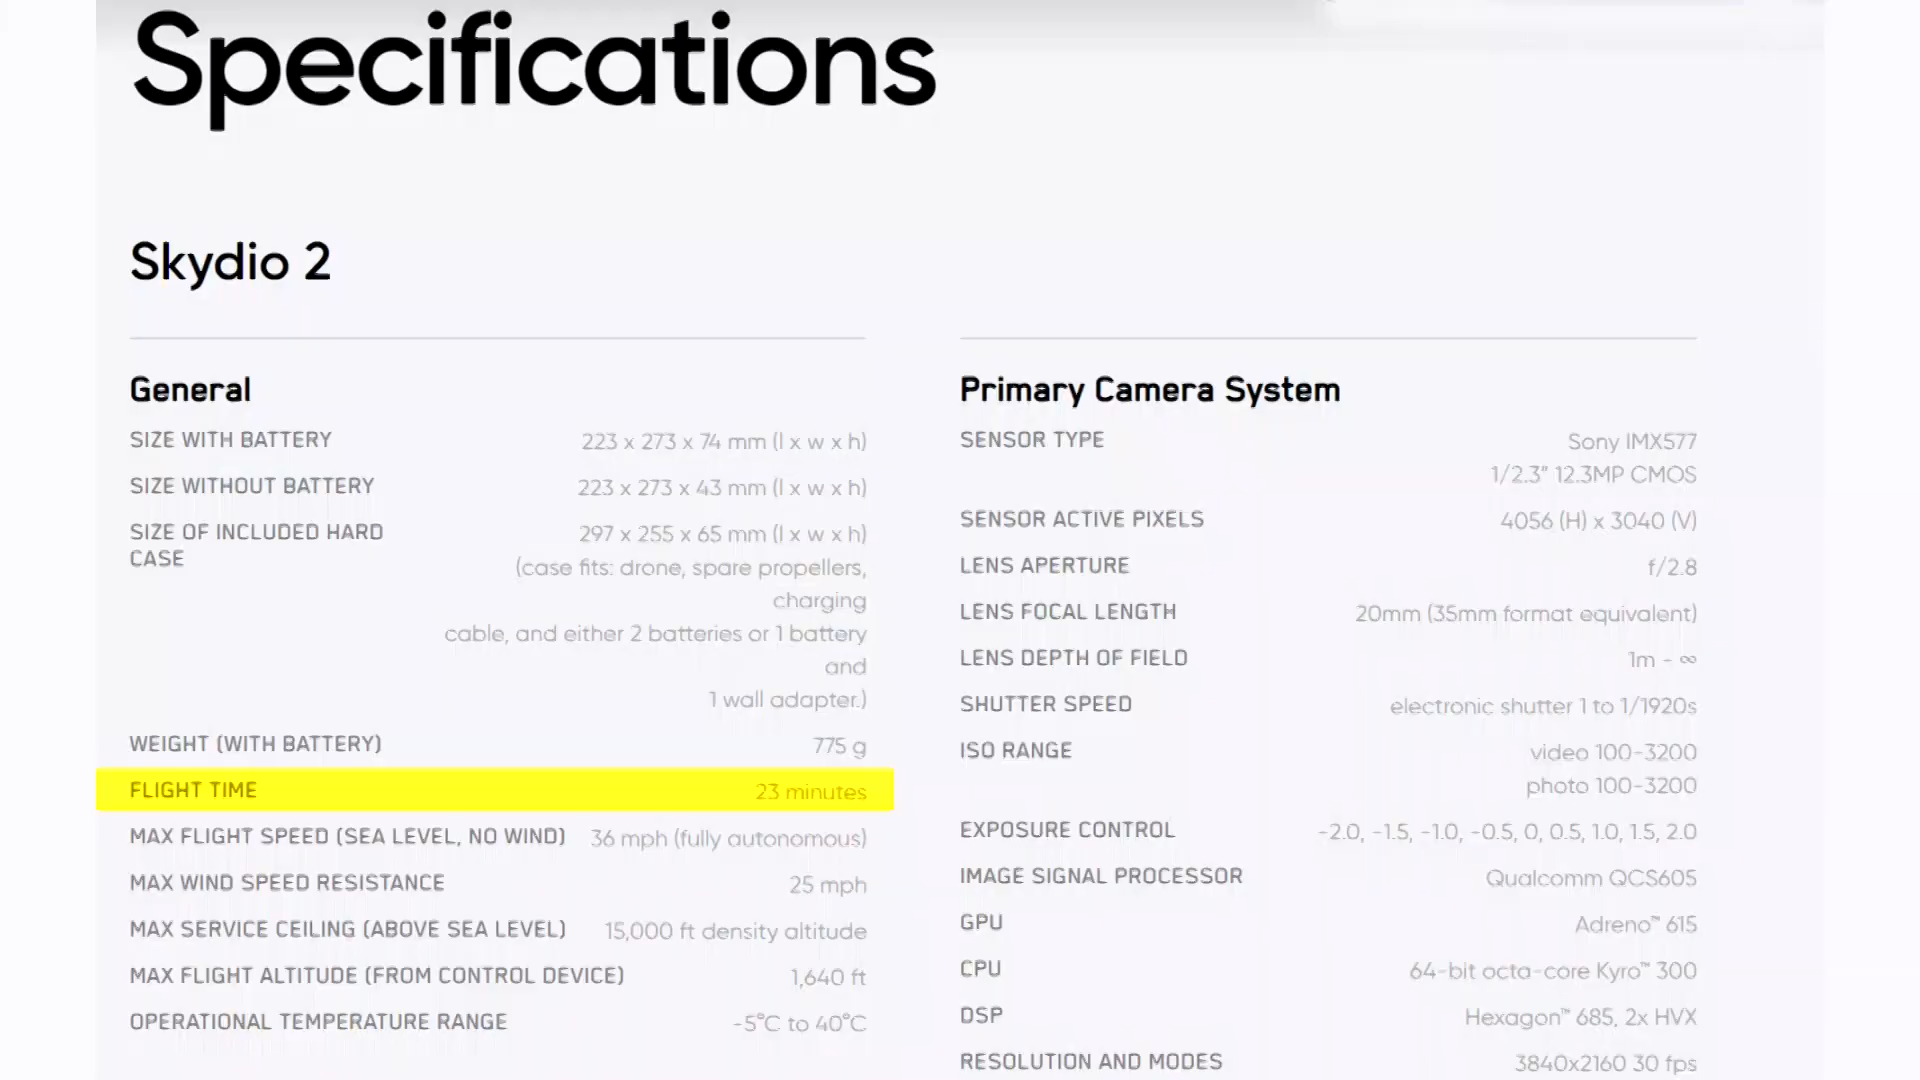 Specifications
Skydio 2
General
SIZE WITH BATTERY 223 x 273 x 74 mm (l x w x h)
SIZE WITHOUT BATTERY 223 x 273 x 43 mm (l x w x h)
SIZE OF INCLUDED HARD CASE 297 x 255 x 65 mm (l x w x h)
(case fits: drone, spare propellers,
charging
cable, and either 2 batteries or 1 battery
and
1 wall adapter.)
WEIGHT (WITH BATTERY) 775 g
FLIGHT TIME 23 minutes
MAX FLIGHT SPEED (SEA LEVEL, NO WIND) 36 mph (fully autonomous)
MAX WIND SPEED RESISTANCE 25 mph
MAX SERVICE CEILING (ABOVE SEA LEVEL) 15,000 ft density altitude
MAX FLIGHT ALTITUDE (FROM CONTROL DEVICE) 1,640 ft
OPERATIONAL TEMPERATURE RANGE -5°C to 40°C
Primary Camera System
SENSOR TYPE Sony IMX577
1/2.3” 12.3MP CMOS
SENSOR ACTIVE PIXELS 4056 (H) x 3040 (V)
LENS APERTURE f/2.8
LENS FOCAL LENGTH 20mm (35mm format equivalent)
LENS DEPTH OF FIELD 1m - ∞
SHUTTER SPEED electronic shutter 1 to 1/1920s
ISO RANGE video 100-3200
photo 100-3200
EXPOSURE CONTROL -2.0, -1.5, -1.0, -0.5, 0, 0.5, 1.0, 1.5, 2.0
IMAGE SIGNAL PROCESSOR Qualcomm QCS605
GPU Adreno™ 615
CPU 64-bit octa-core Kyro™ 300
DSP Hexagon™ 685, 2x HVX
RESOLUTION AND MODES 3840x2160 30 fps